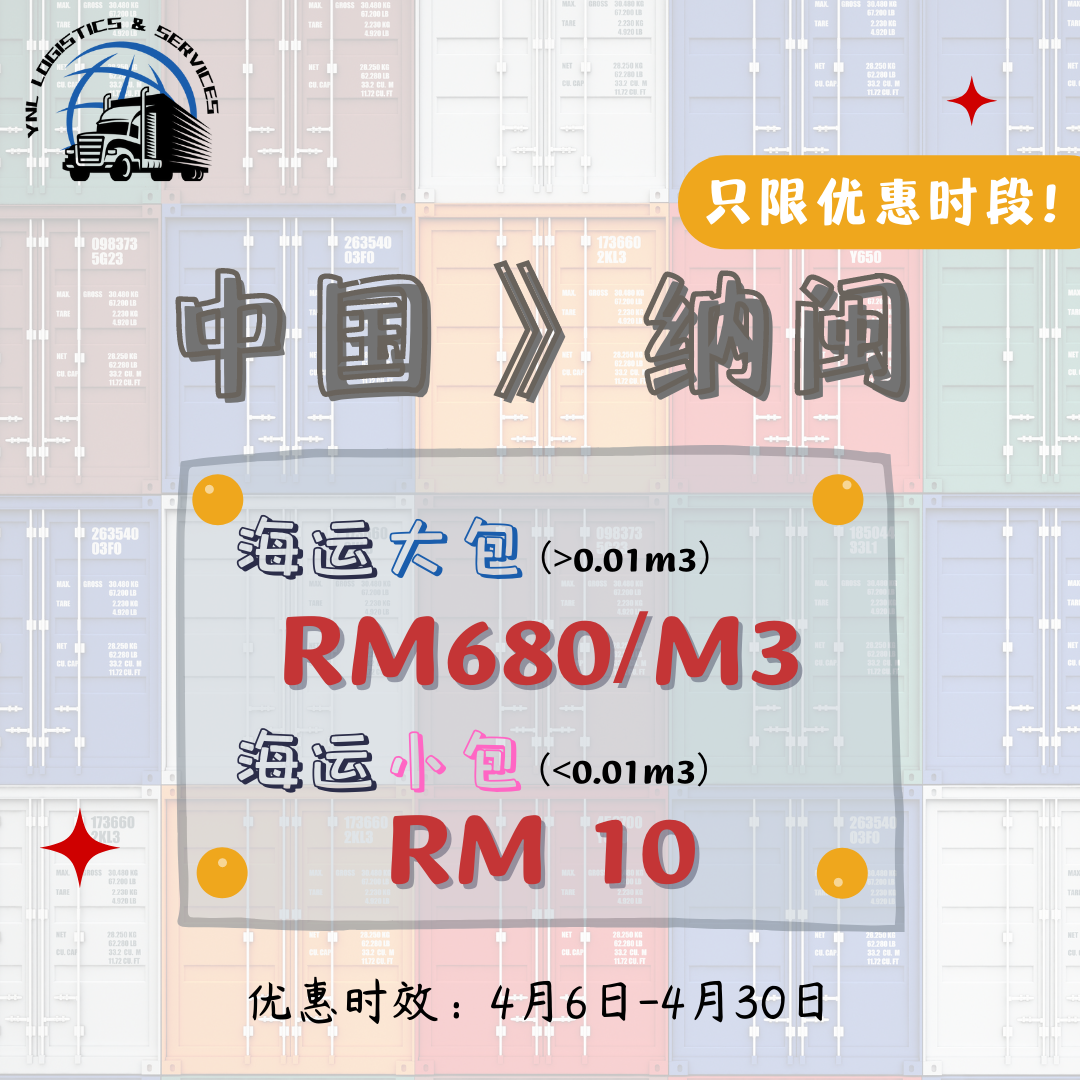 YNL LOGISTICS & SERVICES
只限优惠时段!
中国 》纳闽
海运大包 (>0.01m3)
RM680/M3
海运小包 (<0.01m3)
RM 10
优惠时效：4月6日-4月30日